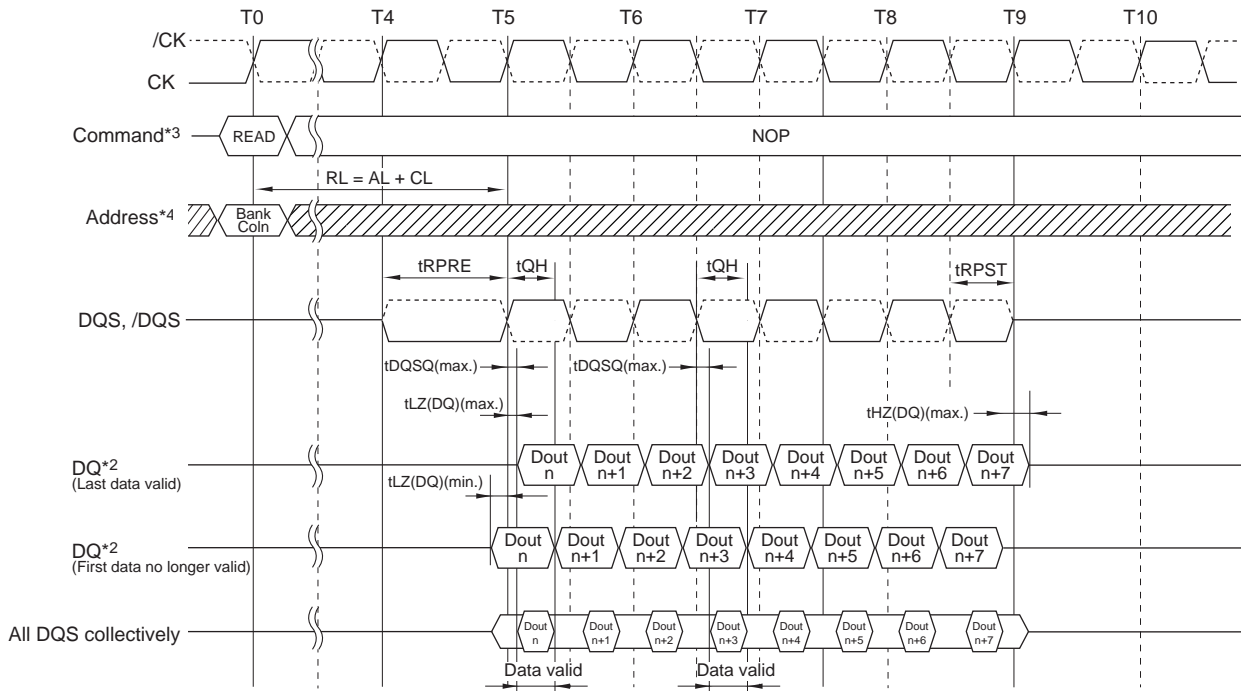 T0 T4 T5 T6 T7 T8 T9 T10
/CK
CK
Command*3 READ NOP
RL = AL + CL
Address*4 Bank
Coln
tRPRE tQH tQH tRPST
DQS, /DQS
tDQSQ(max.) tDQSQ(max.)
tLZ(DQ)(max.) tHZ(DQ)(max.)
DQ*2
(Last data valid)
Dout n Dout n+1 Dout n+2 Dout n+3 Dout n+4 Dout n+5 Dout n+6 Dout n+7
tLZ(DQ)(min.)
DQ*2
(First data no longer valid)
Dout n Dout n+1 Dout n+2 Dout n+3 Dout n+4 Dout n+5 Dout n+6 Dout n+7
All DQS collectively
Dout n Dout n+1 Dout n+2 Dout n+3 Dout n+4 Dout n+5 Dout n+6 Dout n+7
Data valid Data valid